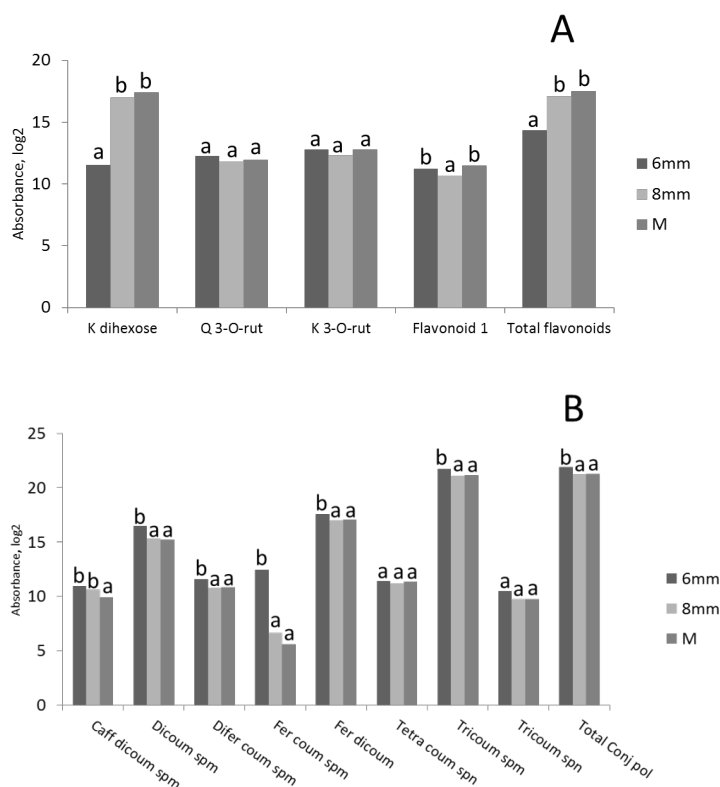 A
20
b b
b b
a
15
a a a
a a a
b a b
a
10
5
0
Absorbance, log2
6mm
8mm
M
K dihexose Q 3-O-rut K 3-O-rut Flavonoid 1 Total flavonoids
B
25
b a a
b a a
20
b a a
b a a
15
b
b b a
b a a
a a a
a a a
10
a a
5
0
Absorbance, log2
6mm
8mm
M
Caff dicoum spm
Dicoum spm
Difer coum spm
Fer coum spm
Fer dicoum
Tetra coum spn
Tricoum spm
Tricoum spn
Total Conj pol